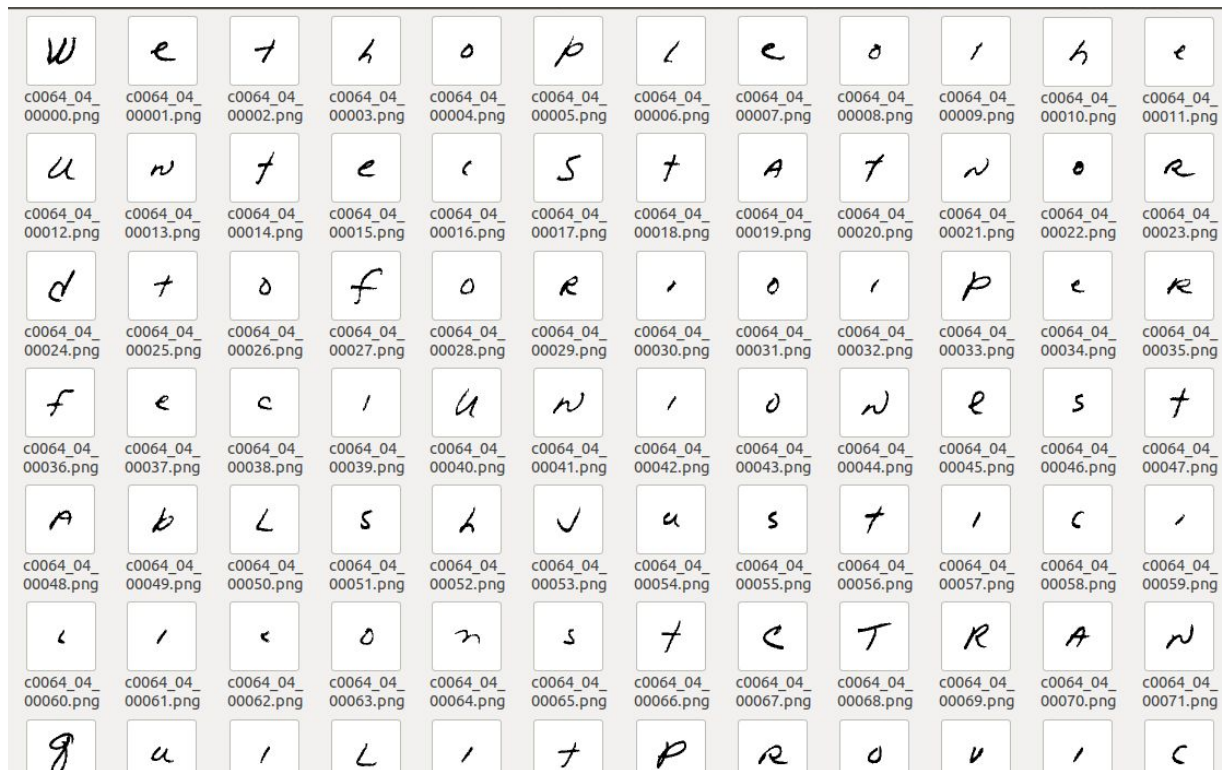 W e t h o p l e o i h e
c0064_04_00000.png c0064_04_00001.png c0064_04_00002.png c0064_04_00003.png c0064_04_00004.png c0064_04_00005.png c0064_04_00006.png c0064_04_00007.png c0064_04_00008.png c0064_04_00009.png c0064_04_00010.png c0064_04_00011.png
U n t e c S t A t N o R
c0064_04_00012.png c0064_04_00013.png c0064_04_00014.png c0064_04_00015.png c0064_04_00016.png c0064_04_00017.png c0064_04_00018.png c0064_04_00019.png c0064_04_00020.png c0064_04_00021.png c0064_04_00022.png c0064_04_00023.png
d t o f o R i o i p e R
c0064_04_00024.png c0064_04_00025.png c0064_04_00026.png c0064_04_00027.png c0064_04_00028.png c0064_04_00029.png c0064_04_00030.png c0064_04_00031.png c0064_04_00032.png c0064_04_00033.png c0064_04_00034.png c0064_04_00035.png
f e c i U N i o N e s t
c0064_04_00036.png c0064_04_00037.png c0064_04_00038.png c0064_04_00039.png c0064_04_00040.png c0064_04_00041.png c0064_04_00042.png c0064_04_00043.png c0064_04_00044.png c0064_04_00045.png c0064_04_00046.png c0064_04_00047.png
A b L s h J u s t i c i
c0064_04_00048.png c0064_04_00049.png c0064_04_00050.png c0064_04_00051.png c0064_04_00052.png c0064_04_00053.png c0064_04_00054.png c0064_04_00055.png c0064_04_00056.png c0064_04_00057.png c0064_04_00058.png c0064_04_00059.png
i i c o n s t C T R A N
c0064_04_00060.png c0064_04_00061.png c0064_04_00062.png c0064_04_00063.png c0064_04_00064.png c0064_04_00065.png c0064_04_00066.png c0064_04_00067.png c0064_04_00068.png c0064_04_00069.png c0064_04_00070.png c0064_04_00071.png
q u i L i t P R o v i c